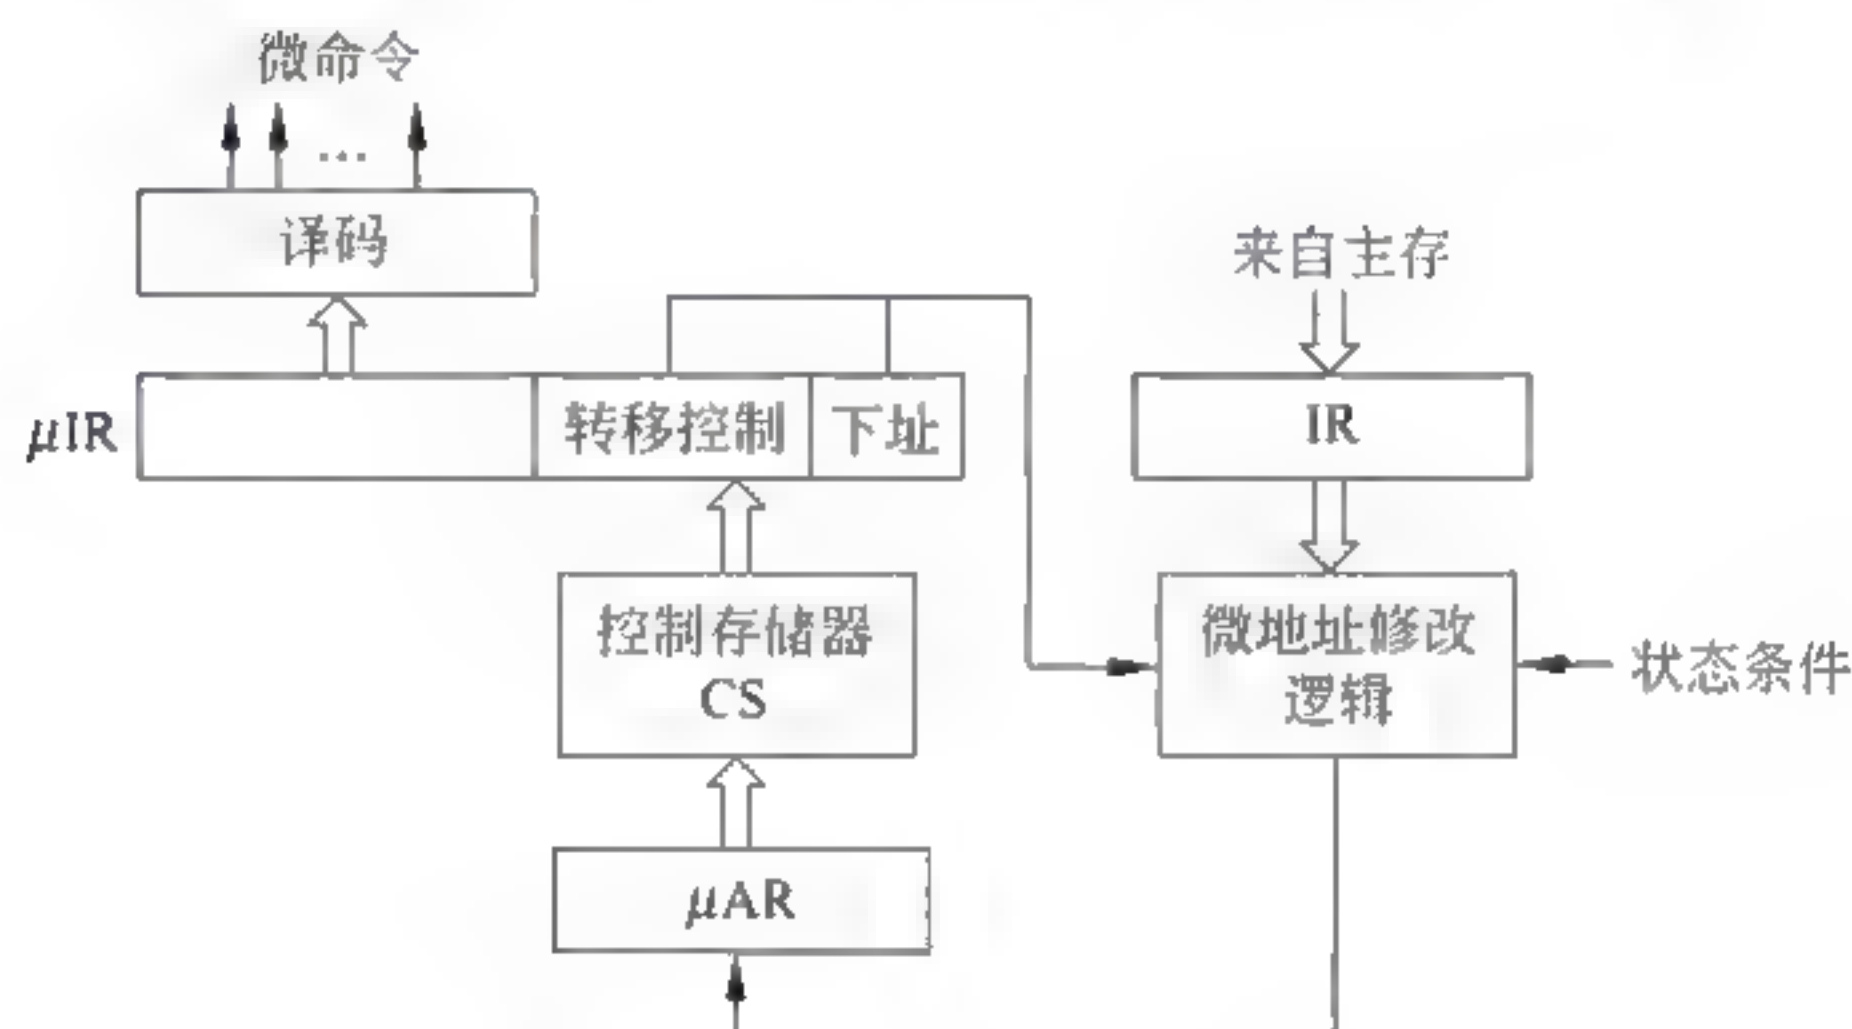 微命令
…
译码
来自主存
μIR
转移控制
下址
IR
控制存储器
CS
微地址修改
逻辑
状态条件
μAR